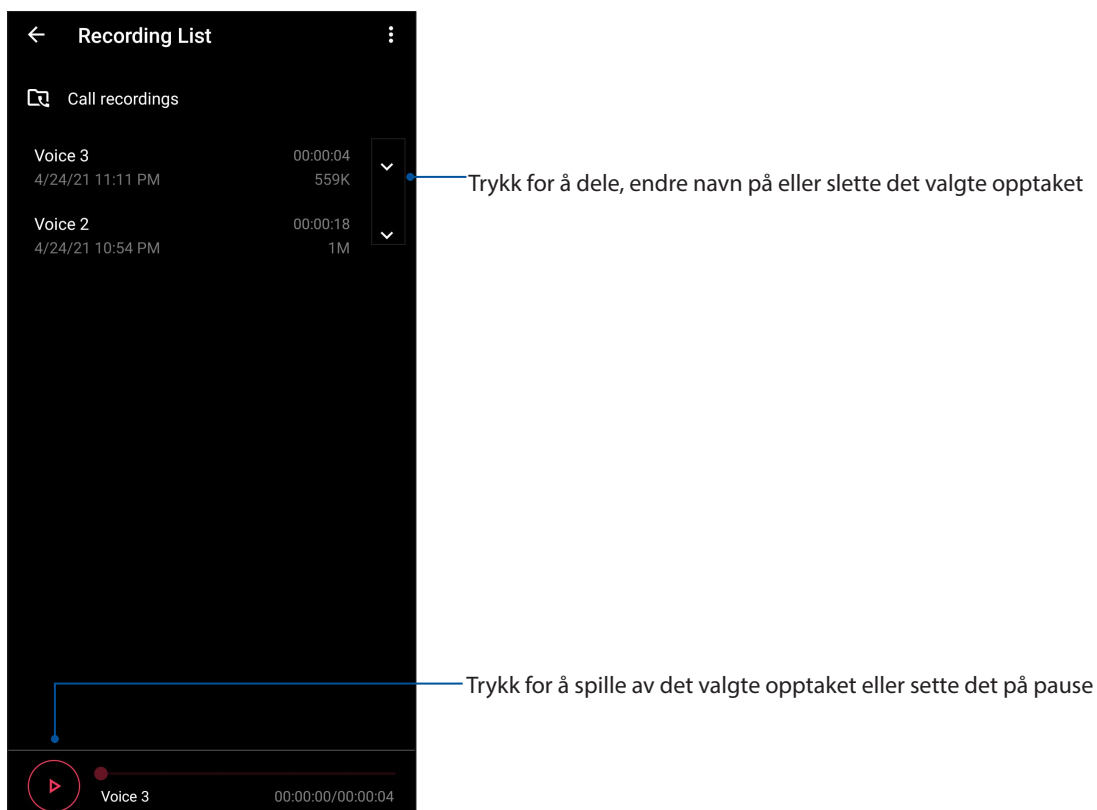 Recording List
Call recordings
Voice 3 00:00:04
4/24/21 11:11 PM 559K
Trykk for å dele, endre navn på eller slette det valgte opptaket
Voice 2 00:00:18
4/24/21 10:54 PM 1M
Trykk for å spille av det valgte opptaket eller sette det på pause
Voice 3 00:00:00/00:00:04